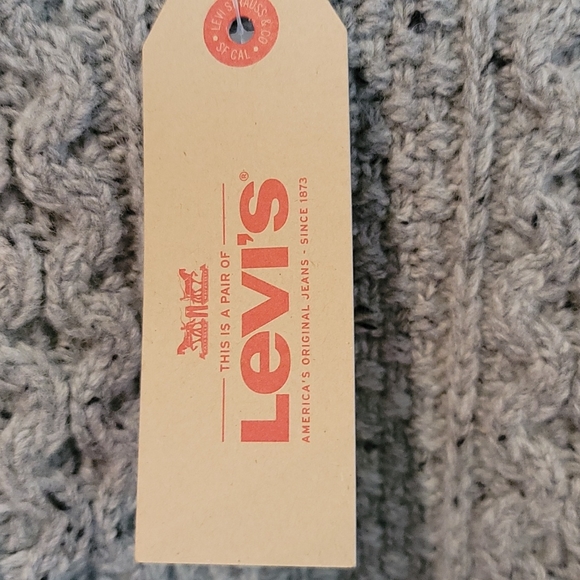 LEVI STRAUSS & CO
SF CAL
THIS IS A PAIR OF
Levi's®
AMERICA'S ORIGINAL JEANS - SINCE 1873